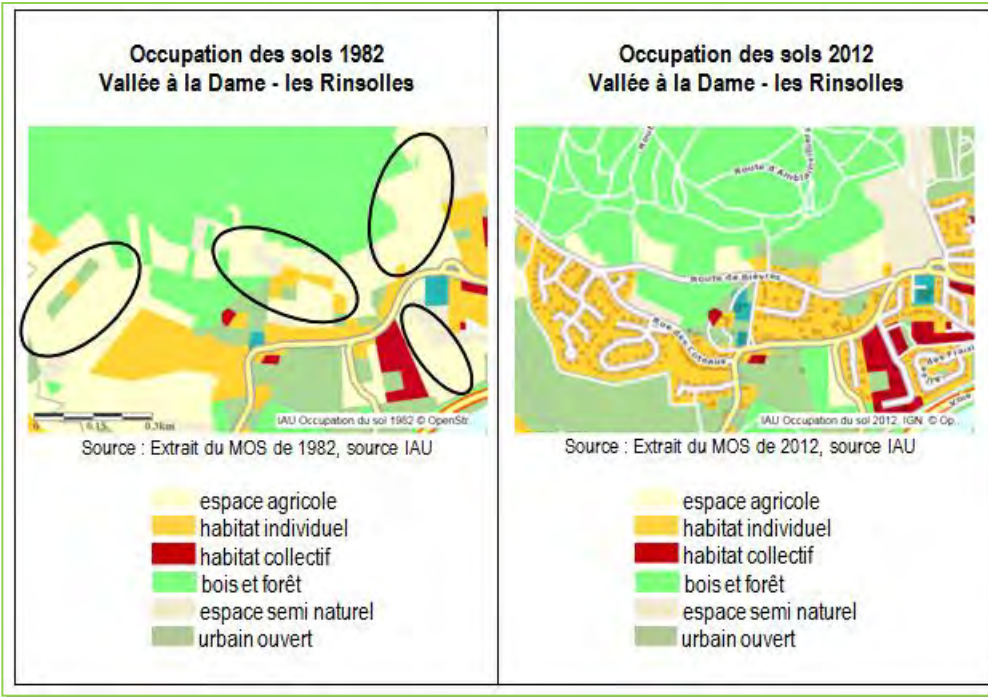 Occupation des sols 1982
Vallée à la Dame - les Rinsolles
0.15 0.3km
IAU Occupation du sol 1982 © OpenStr.
Source : Extrait du MOS de 1982, source IAU
espace agricole
habitat individuel
habitat collectif
bois et forêt
espace semi naturel
urbain ouvert
Occupation des sols 2012
Vallée à la Dame - les Rinsolles
Route de Bièvres
Rue des Coteaux
IAU Occupation du sol 2012, IGN, © Op...
Source : Extrait du MOS de 2012, source IAU
espace agricole
habitat individuel
habitat collectif
bois et forêt
espace semi naturel
urbain ouvert